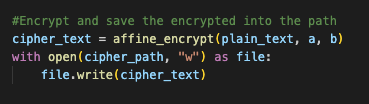 #Encrypt and save the encrypted into the path
cipher_text = affine_encrypt(plain_text, a, b)
with open(cipher_path, "w") as file:
    file.write(cipher_text)